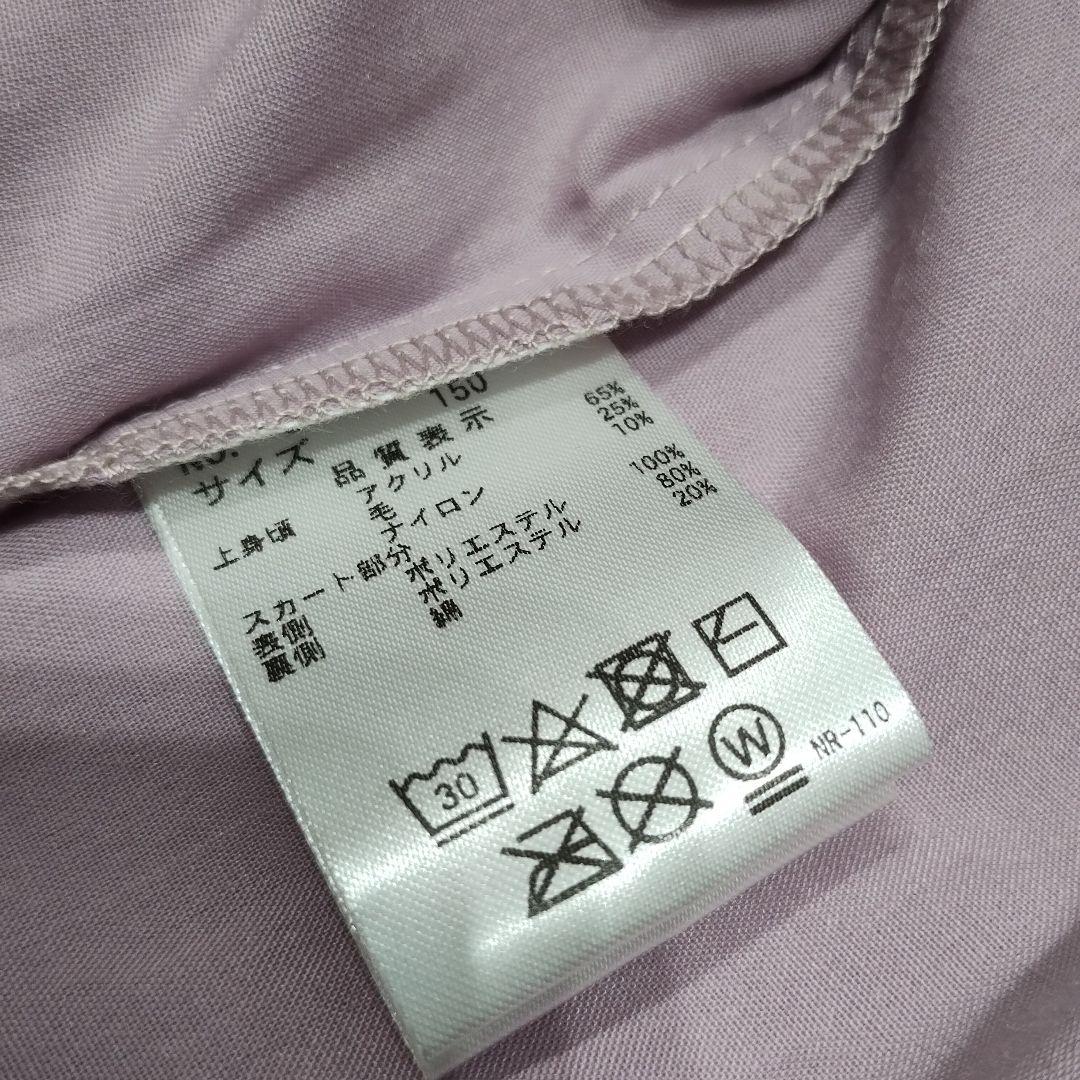 150
サイズ
品質表示
上身頃 アクリル 65%
毛 25%
ナイロン 10%
スカート部分
表側 ポリエステル 100%
裏側 ポリエステル 80%
綿 20%
30
W
NR-110